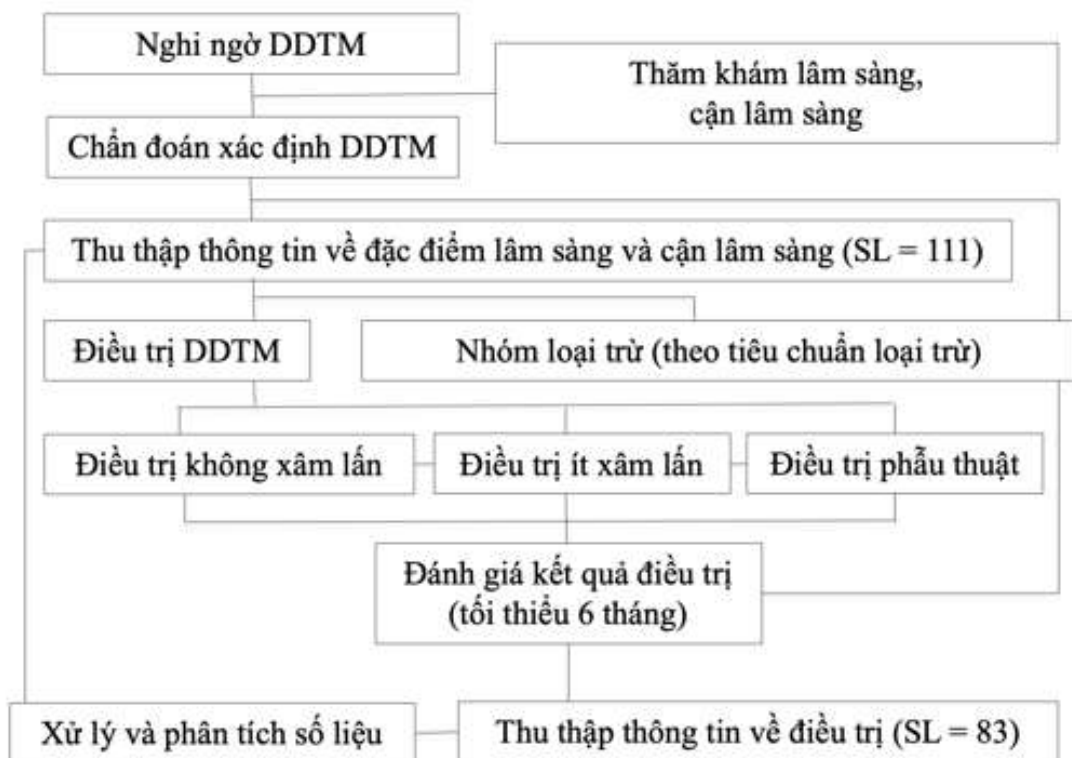 Nghi ngờ DDTM
Thăm khám lâm sàng,
cận lâm sàng
Chẩn đoán xác định DDTM
Thu thập thông tin về đặc điểm lâm sàng và cận lâm sàng (SL = 111)
Điều trị DDTM
Nhóm loại trừ (theo tiêu chuẩn loại trừ)
Điều trị không xâm lấn
Điều trị ít xâm lấn
Điều trị phẫu thuật
Đánh giá kết quả điều trị
(tối thiểu 6 tháng)
Xử lý và phân tích số liệu
Thu thập thông tin về điều trị (SL = 83)